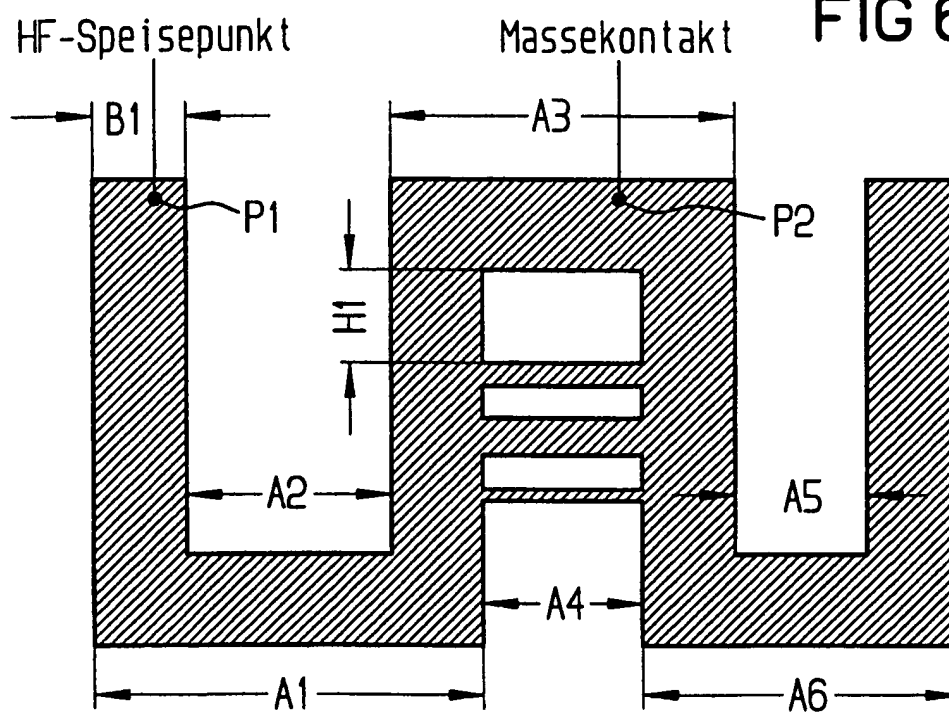 FIG 6
HF-Speisepunkt
Massekontakt
B1
A3
P1
P2
H1
A2
A5
A4
A1
A6